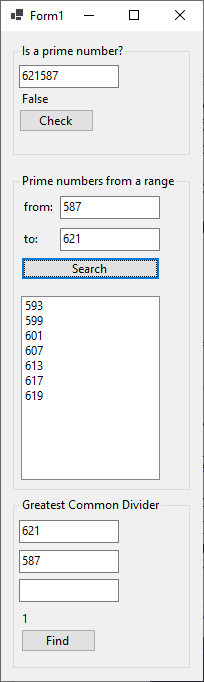 Form1
Is a prime number?
621587
False
Check
Prime numbers from a range
from: 587
to: 621
Search
593
599
601
607
613
617
619
Greatest Common Divider
621
587
1
Find